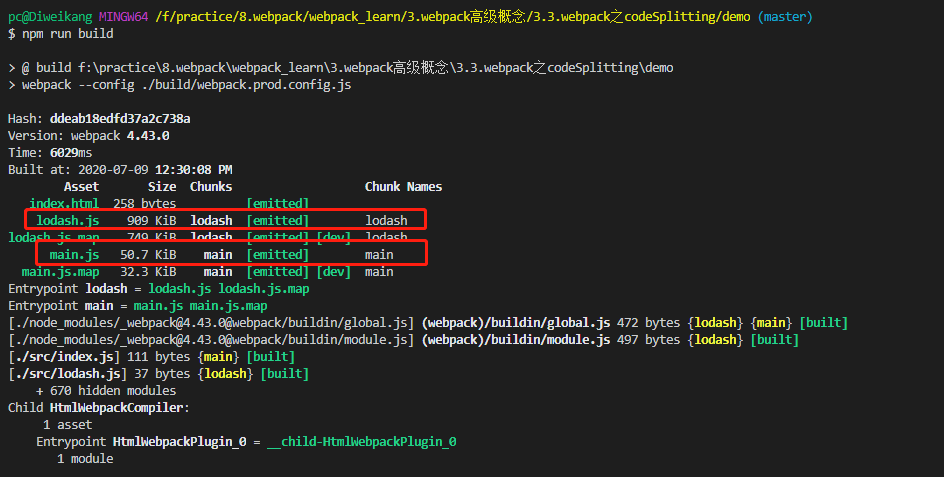 pc@Diweikang MINGW64 /f/practice/8.webpack/webpack_learn/3.webpack高级概念/3.3.webpack之codeSplitting/demo (master)
$ npm run build
> @ build f:\practice\8.webpack\webpack_learn\3.webpack高级概念\3.3.webpack之codeSplitting\demo
> webpack --config ./build/webpack.prod.config.js
Hash: ddeab18edfd37a2c738a
Version: webpack 4.43.0
Time: 6029ms
Built at: 2020-07-09 12:30:08 PM
Asset Size Chunks Chunk Names
index.html 258 bytes [emitted]
lodash.js 909 KiB lodash [emitted] lodash
lodash.js.map 749 KiB lodash [emitted] [dev] lodash
main.js 50.7 KiB main [emitted] main
main.js.map 32.3 KiB main [emitted] [dev] main
Entrypoint lodash = lodash.js lodash.js.map
Entrypoint main = main.js main.js.map
[./node_modules/_webpack@4.43.0@webpack/buildin/global.js] (webpack)/buildin/global.js 472 bytes {lodash} {main} [built]
[./node_modules/_webpack@4.43.0@webpack/buildin/module.js] (webpack)/buildin/module.js 497 bytes {lodash} [built]
[./src/index.js] 111 bytes {main} [built]
[./src/lodash.js] 37 bytes {lodash} [built]
+ 670 hidden modules
Child HtmlWebpackCompiler:
1 asset
Entrypoint HtmlWebpackPlugin_0 = __child-HtmlWebpackPlugin_0
1 module